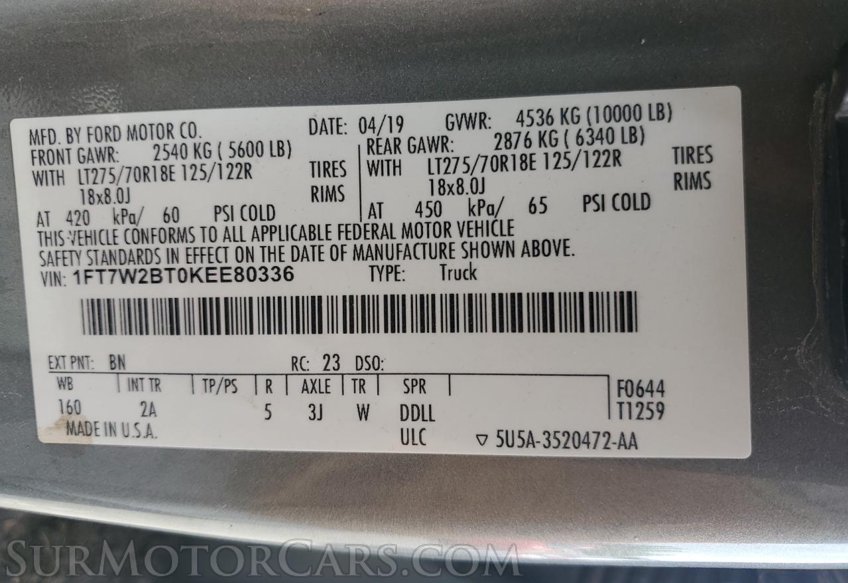 MFD. BY FORD MOTOR CO. DATE: 04/19 GVWR: 4536 KG (10000 LB)
FRONT GAWR: 2540 KG ( 5600 LB) REAR GAWR: 2876 KG ( 6340 LB)
WITH LT275/70R18E 125/122R TIRES WITH LT275/70R18E 125/122R TIRES
18x8.0J RIMS 18x8.0J RIMS
AT 420 kPa/ 60 PSI COLD AT 450 kPa/ 65 PSI COLD
THIS VEHICLE CONFORMS TO ALL APPLICABLE FEDERAL MOTOR VEHICLE
SAFETY STANDARDS IN EFFECT ON THE DATE OF MANUFACTURE SHOWN ABOVE.
VIN: 1FT7W2BT0KEE80336 TYPE: Truck
EXT PNT: BN RC: 23 DSO:
WB INT TR TP/PS R AXLE TR SPR F0644
160 2A 5 3J W DDLL T1259
MADE IN U.S.A. ULC ▽ 5U5A-3520472-AA
SurMotorCars.com